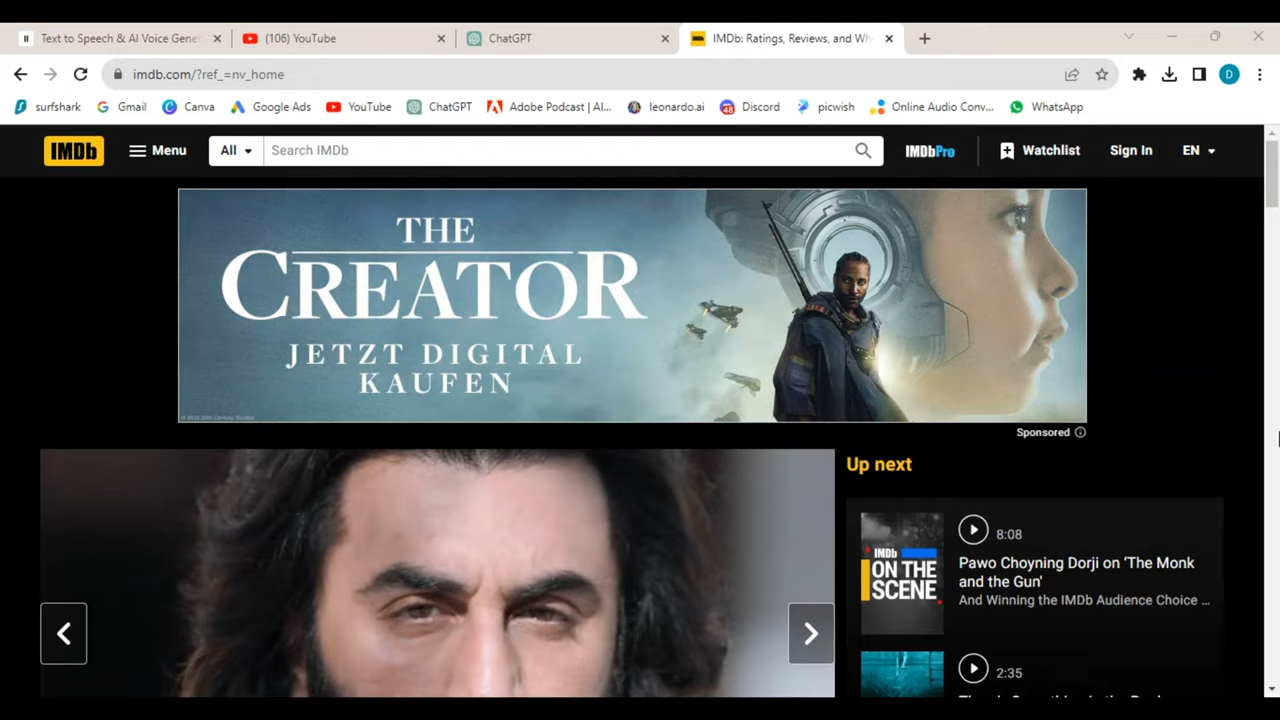 Text to Speech & AI Voice Gene
(106) YouTube
ChatGPT
IMDb: Ratings, Reviews, and Wh
imdb.com/?ref_=nv_home
D
surfshark
Gmail
Canva
Google Ads
YouTube
ChatGPT
Adobe Podcast | AI...
leonardo.ai
48
Discord
picwish
Online Audio Conv...
WhatsApp
IMDb
Menu
All
Search IMDb
IMDbPro
Watchlist
Sign In
EN
THE
CREATOR
JETZT DIGITAL
KAUFEN
Sponsored
Up next
IMDb
ON THE
SCENE
8:08
Pawo Choyning Dorji on 'The Monk
and the Gun'
And Winning the IMDb Audience Choice ...
2:35